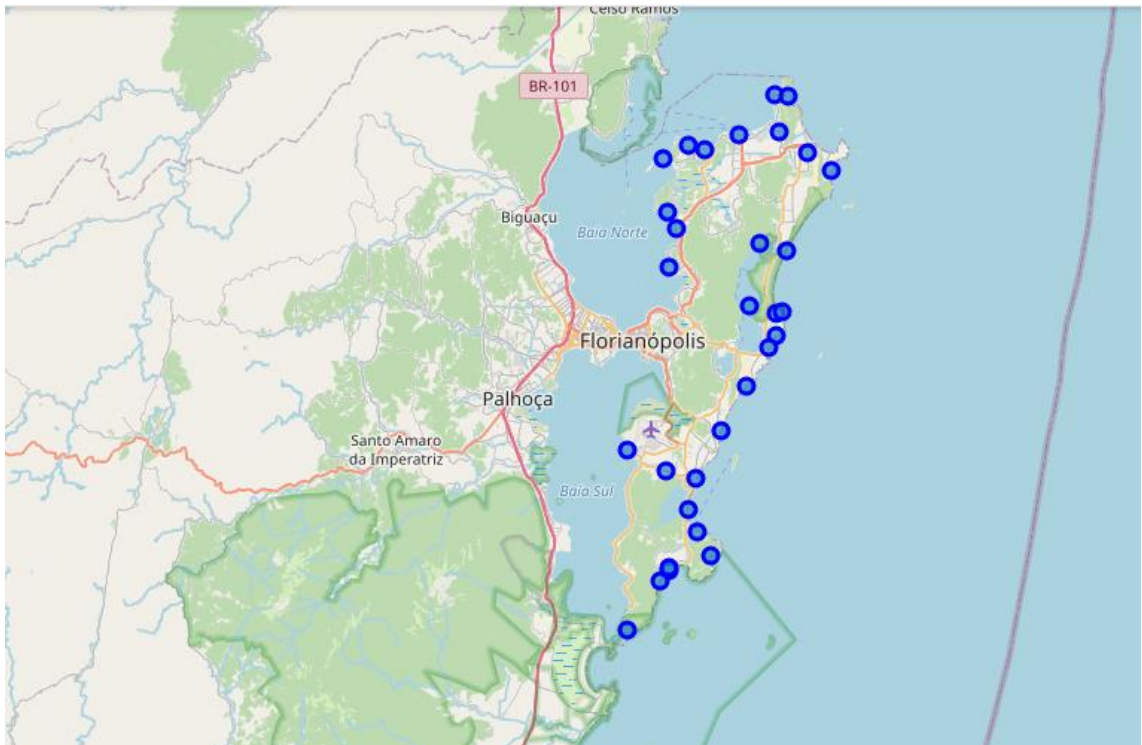 Celso Ramos
BR-101
Biguaçu
Baía Norte
Florianópolis
Palhoça
Santo Amaro
da Imperatriz
Baía Sul